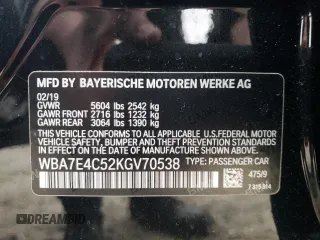 MFD BY BAYERISCHE MOTOREN WERKE AG
02/19
GVWR 5604 lbs 2542 kg
GAWR FRONT 2716 lbs 1232 kg
GAWR REAR 3064 lbs 1390 kg
THIS VEHICLE CONFORMS TO ALL APPLICABLE FEDERAL MOTOR VEHICLE SAFETY, BUMPER, AND THEFT PREVENTION STANDARDS IN EFFECT ON THE DATE OF MANUFACTURE SHOWN ABOVE.
WBA7E4C52KGV70538 TYPE: PASSENGER CAR
475/9
DREAMBID